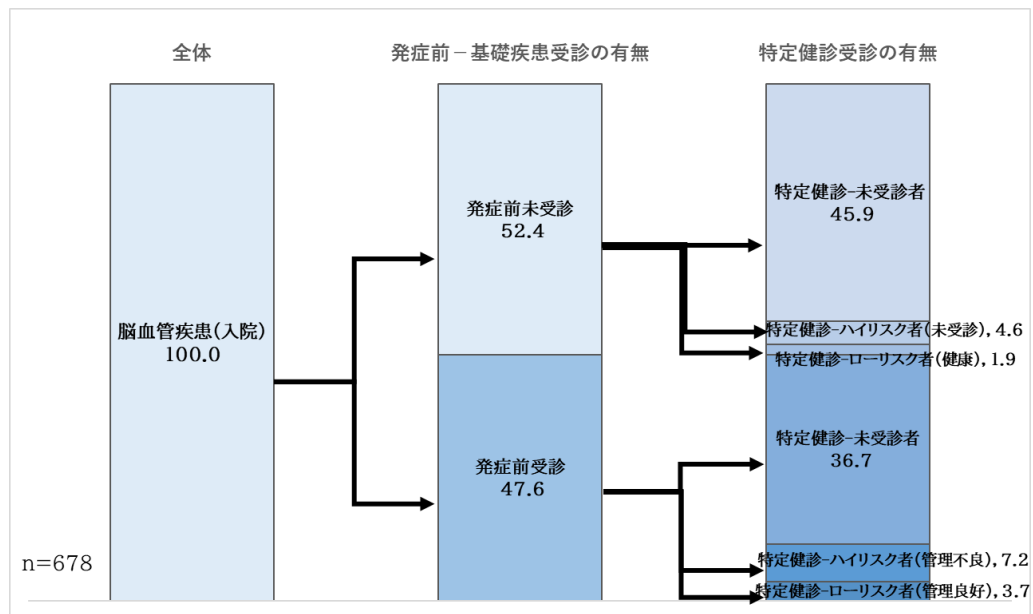 全体
発症前－基礎疾患受診の有無
特定健診受診の有無
脳血管疾患(入院)
100.0
発症前未受診
52.4
発症前受診
47.6
特定健診-未受診者
45.9
特定健診-ハイリスク者(未受診), 4.6
特定健診-ローリスク者(健康), 1.9
特定健診-未受診者
36.7
特定健診-ハイリスク者(管理不良), 7.2
特定健診-ローリスク者(管理良好), 3.7
n=678